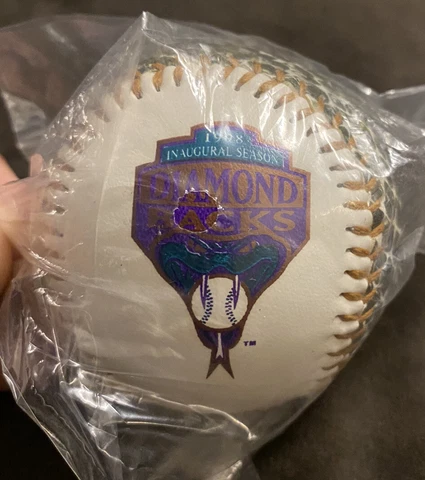 1998
INAUGURAL SEASON
DIAMOND
BACKS
TM